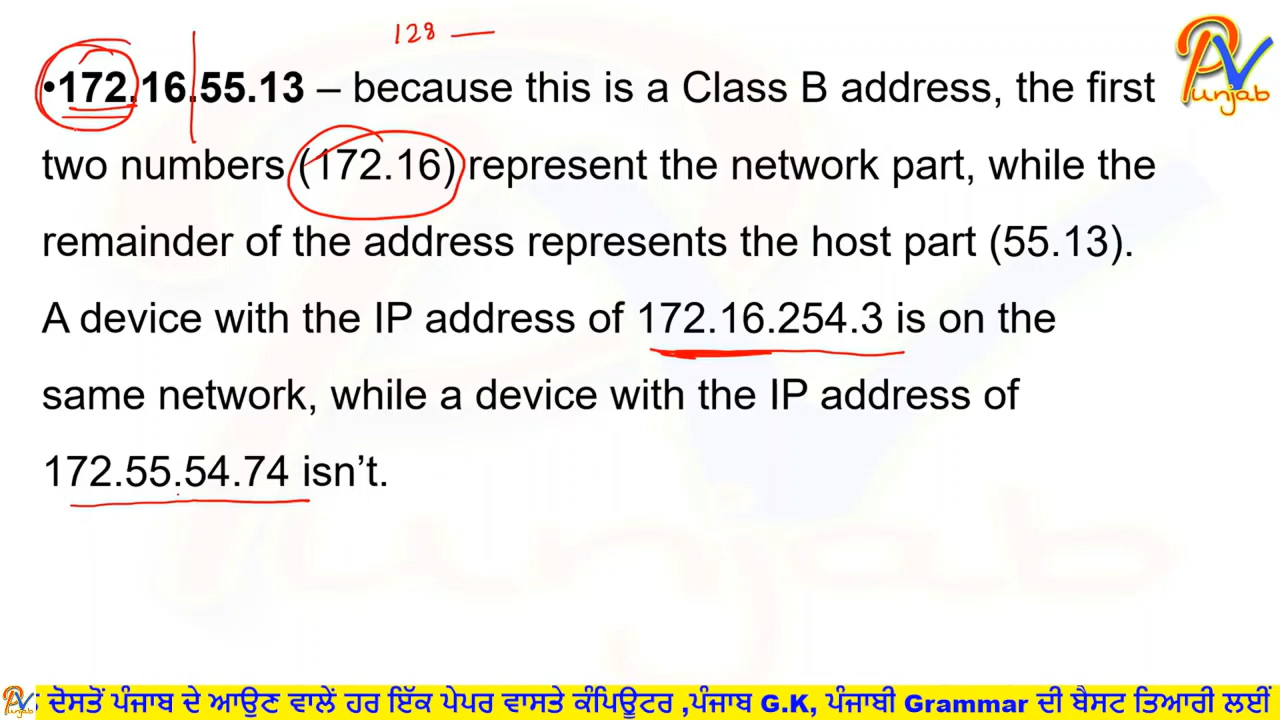 128 —
•172.16.55.13 – because this is a Class B address, the first
two numbers (172.16) represent the network part, while the
remainder of the address represents the host part (55.13).
A device with the IP address of 172.16.254.3 is on the
same network, while a device with the IP address of
172.55.54.74 isn’t.
PV
unjab
ਦੋਸਤੋਂ ਪੰਜਾਬ ਦੇ ਆਉਣ ਵਾਲੇਂ ਹਰ ਇੱਕ ਪੇਪਰ ਵਾਸਤੇ ਕੰਪਿਊਟਰ ,ਪੰਜਾਬ G.K, ਪੰਜਾਬੀ Grammar ਦੀ ਬੈਸਟ ਤਿਆਰੀ ਲਈਂ